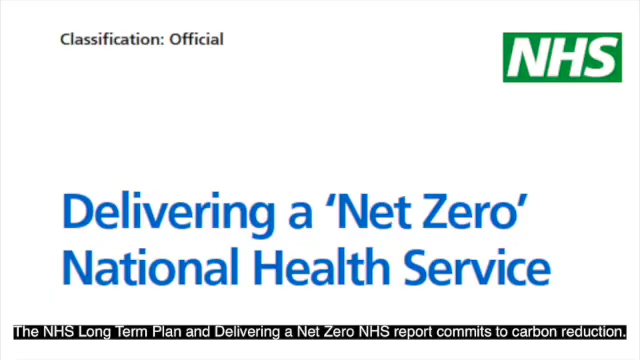 Classification: Official
NHS
Delivering a ‘Net Zero’
National Health Service
The NHS Long Term Plan and Delivering a Net Zero NHS report commits to carbon reduction.